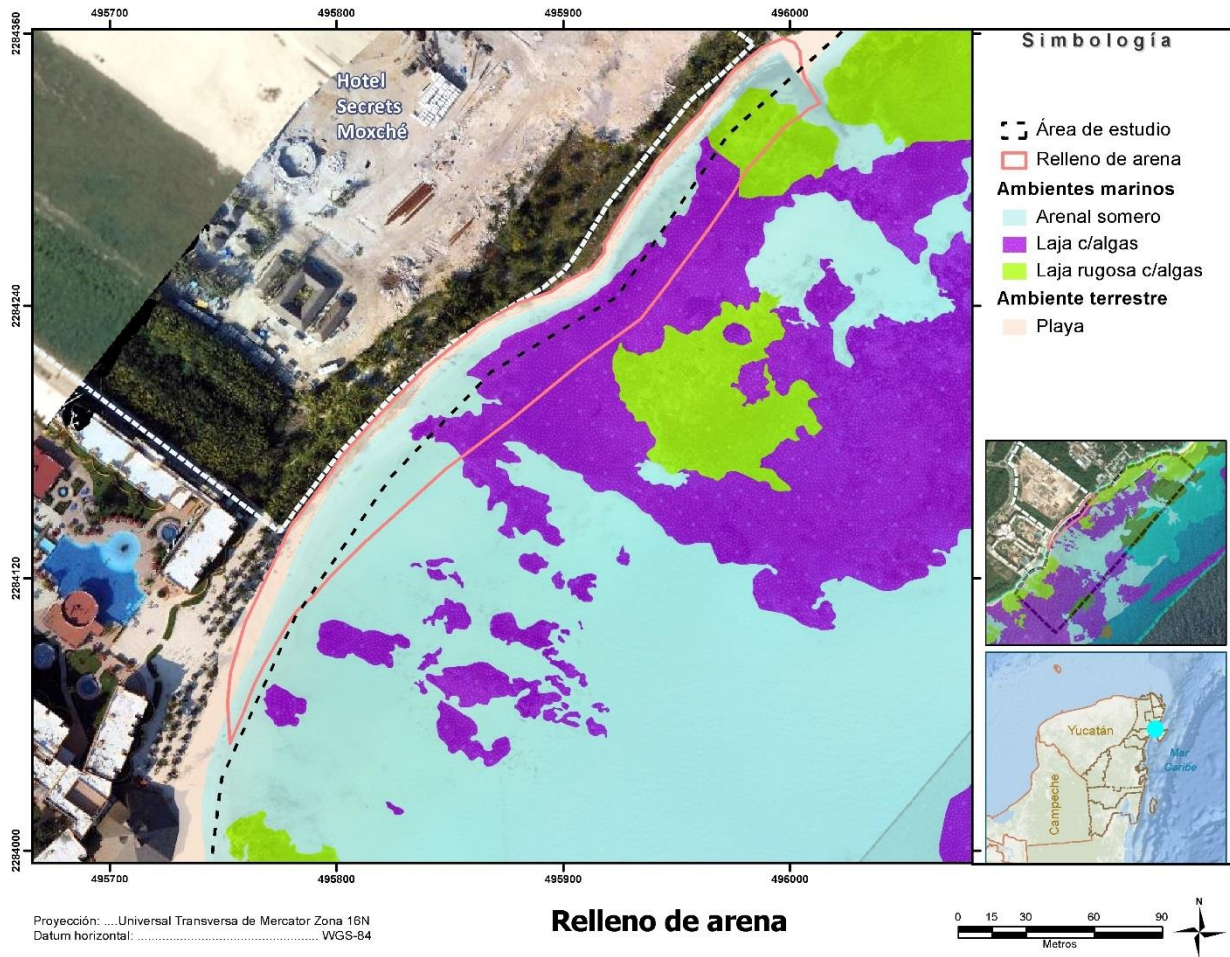 495700 495800 495900 496000
2284360
2284240
2284120
2284000
Hotel
Secrets
Moxché
Simbología
Área de estudio
Relleno de arena
Ambientes marinos
Arenal somero
Laja c/algas
Laja rugosa c/algas
Ambiente terrestre
Playa
Yucatán
Campeche
Mar
Caribe
495700 495800 495900 496000
Proyección: ....Universal Transversa de Mercator Zona 16N
Datum horizontal: ................................................ WGS-84
Relleno de arena
0 15 30 60 90
Metros
N